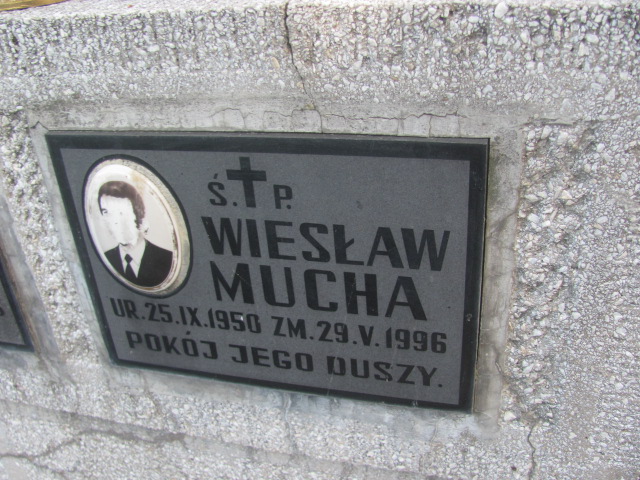 Ś.P.
WIESŁAW
MUCHA
UR.25.IX.1950 ZM.29.V.1996
POKÓJ JEGO DUSZY.